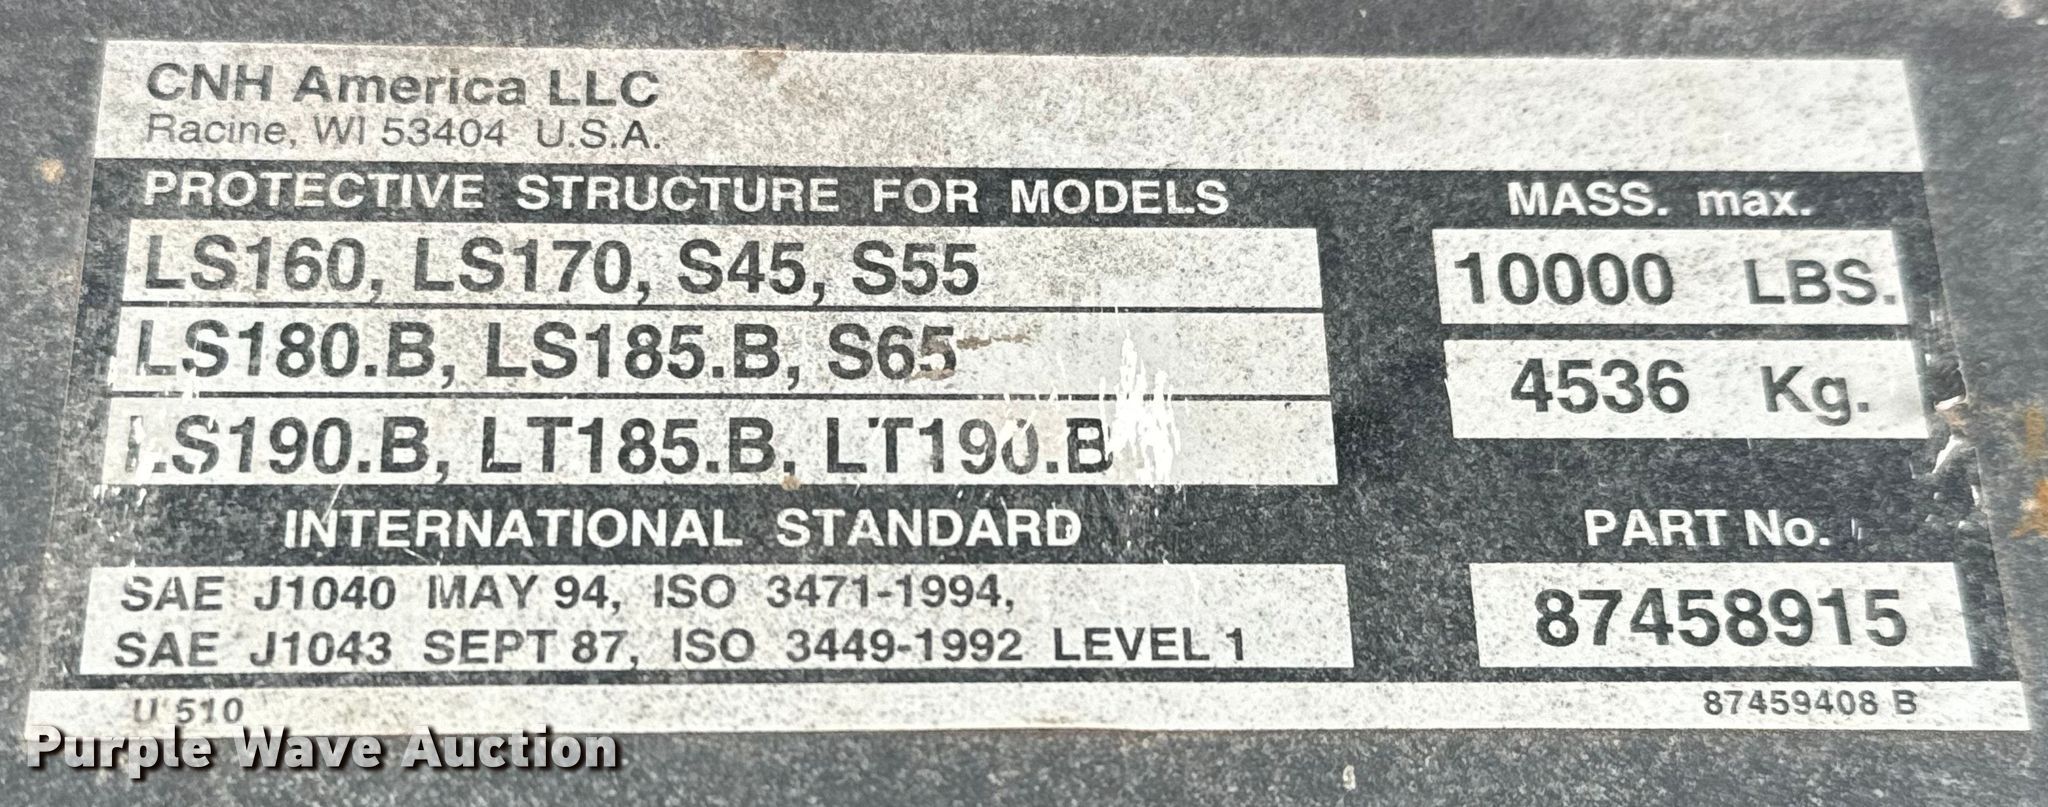 CNH America LLC
Racine, WI 53404 U.S.A.
PROTECTIVE STRUCTURE FOR MODELS
MASS. max.
LS160, LS170, S45, S55
10000 LBS.
LS180.B, LS185.B, S65
4536 Kg.
LS190.B, LT185.B, LT190.B
INTERNATIONAL STANDARD
PART No.
SAE J1040 MAY 94, ISO 3471-1994,
SAE J1043 SEPT 87, ISO 3449-1992 LEVEL 1
87458915
U 510
87459408 B
Purple Wave Auction